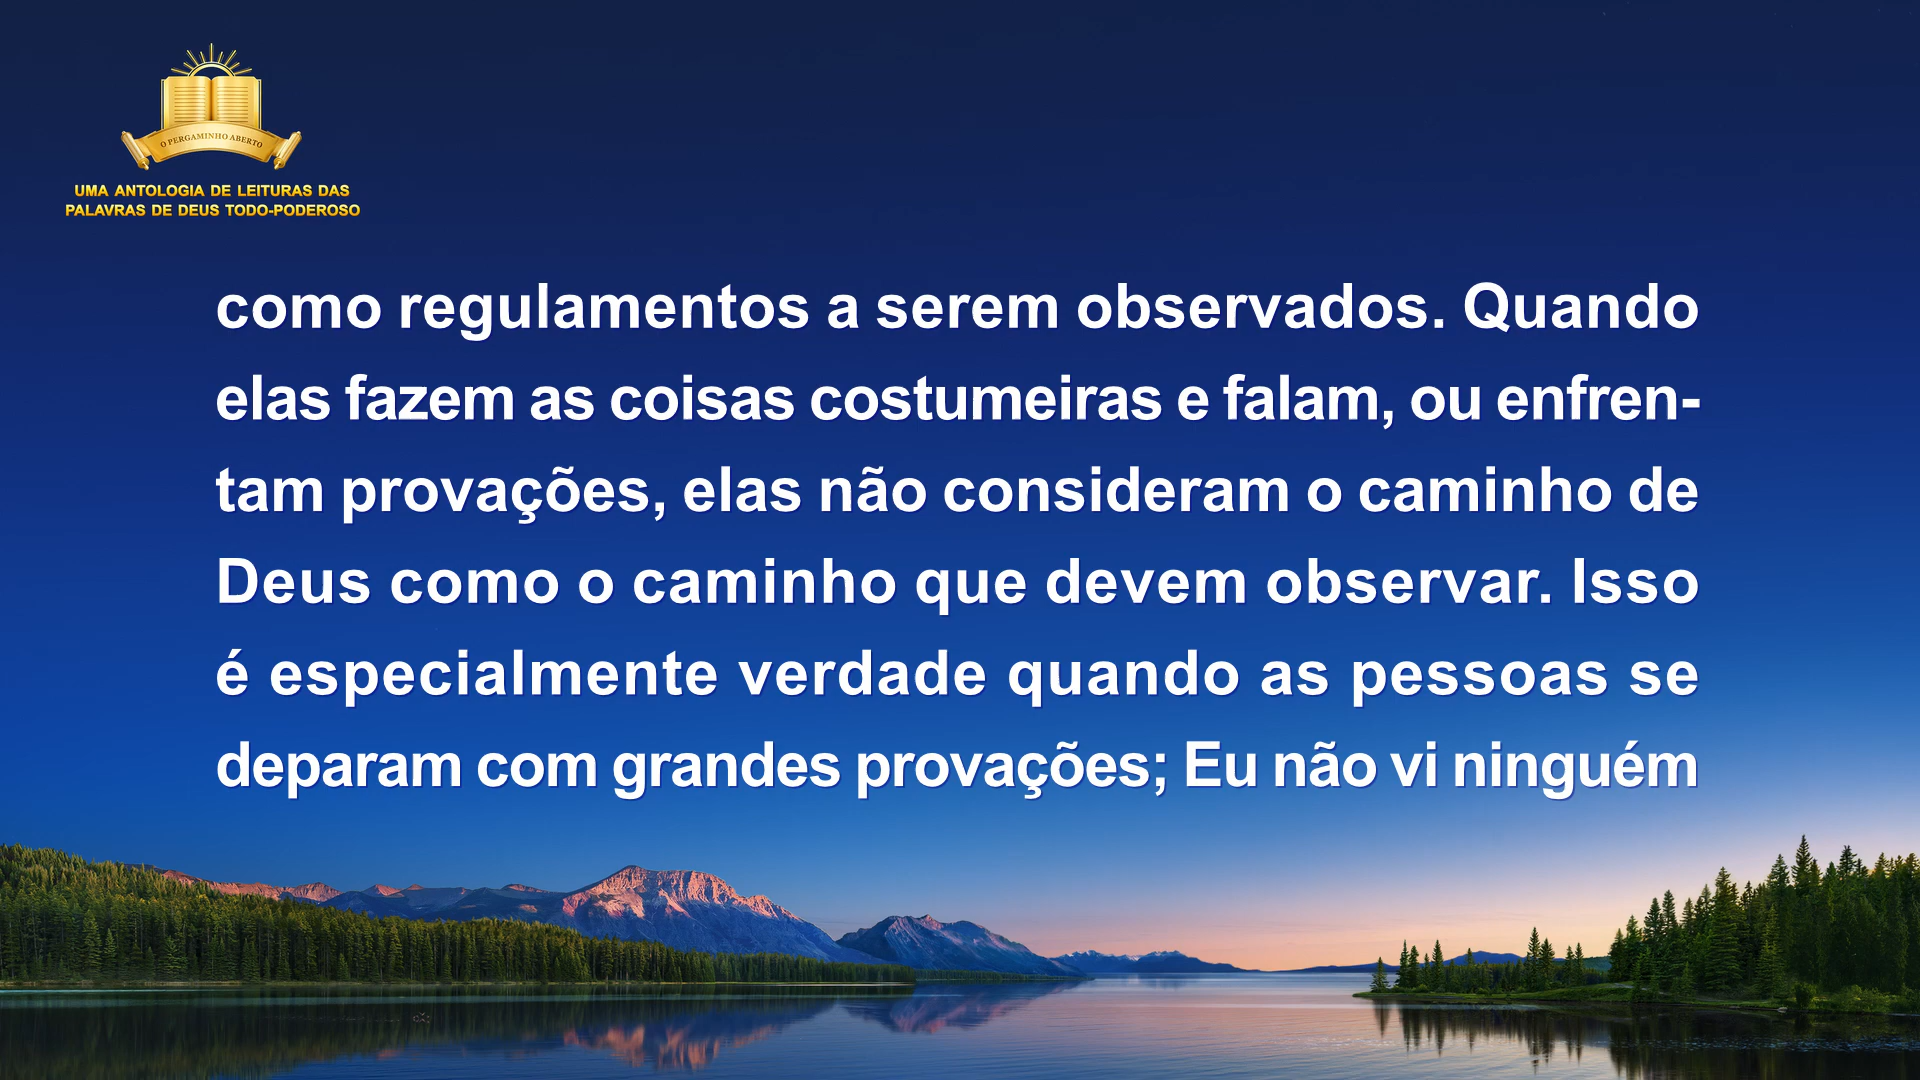 O PERGAMINHO ABERTO
UMA ANTOLOGIA DE LEITURAS DAS
PALAVRAS DE DEUS TODO-PODEROSO
como regulamentos a serem observados. Quando
elas fazem as coisas costumeiras e falam, ou enfren-
tam provações, elas não consideram o caminho de
Deus como o caminho que devem observar. Isso
é especialmente verdade quando as pessoas se
deparam com grandes provações; Eu não vi ninguém